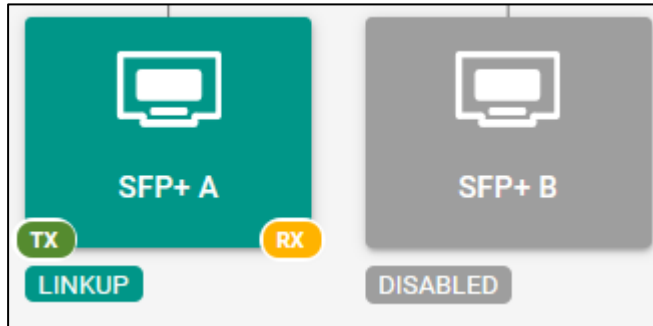 SFP+ A
SFP+ B
TX
RX
LINKUP
DISABLED